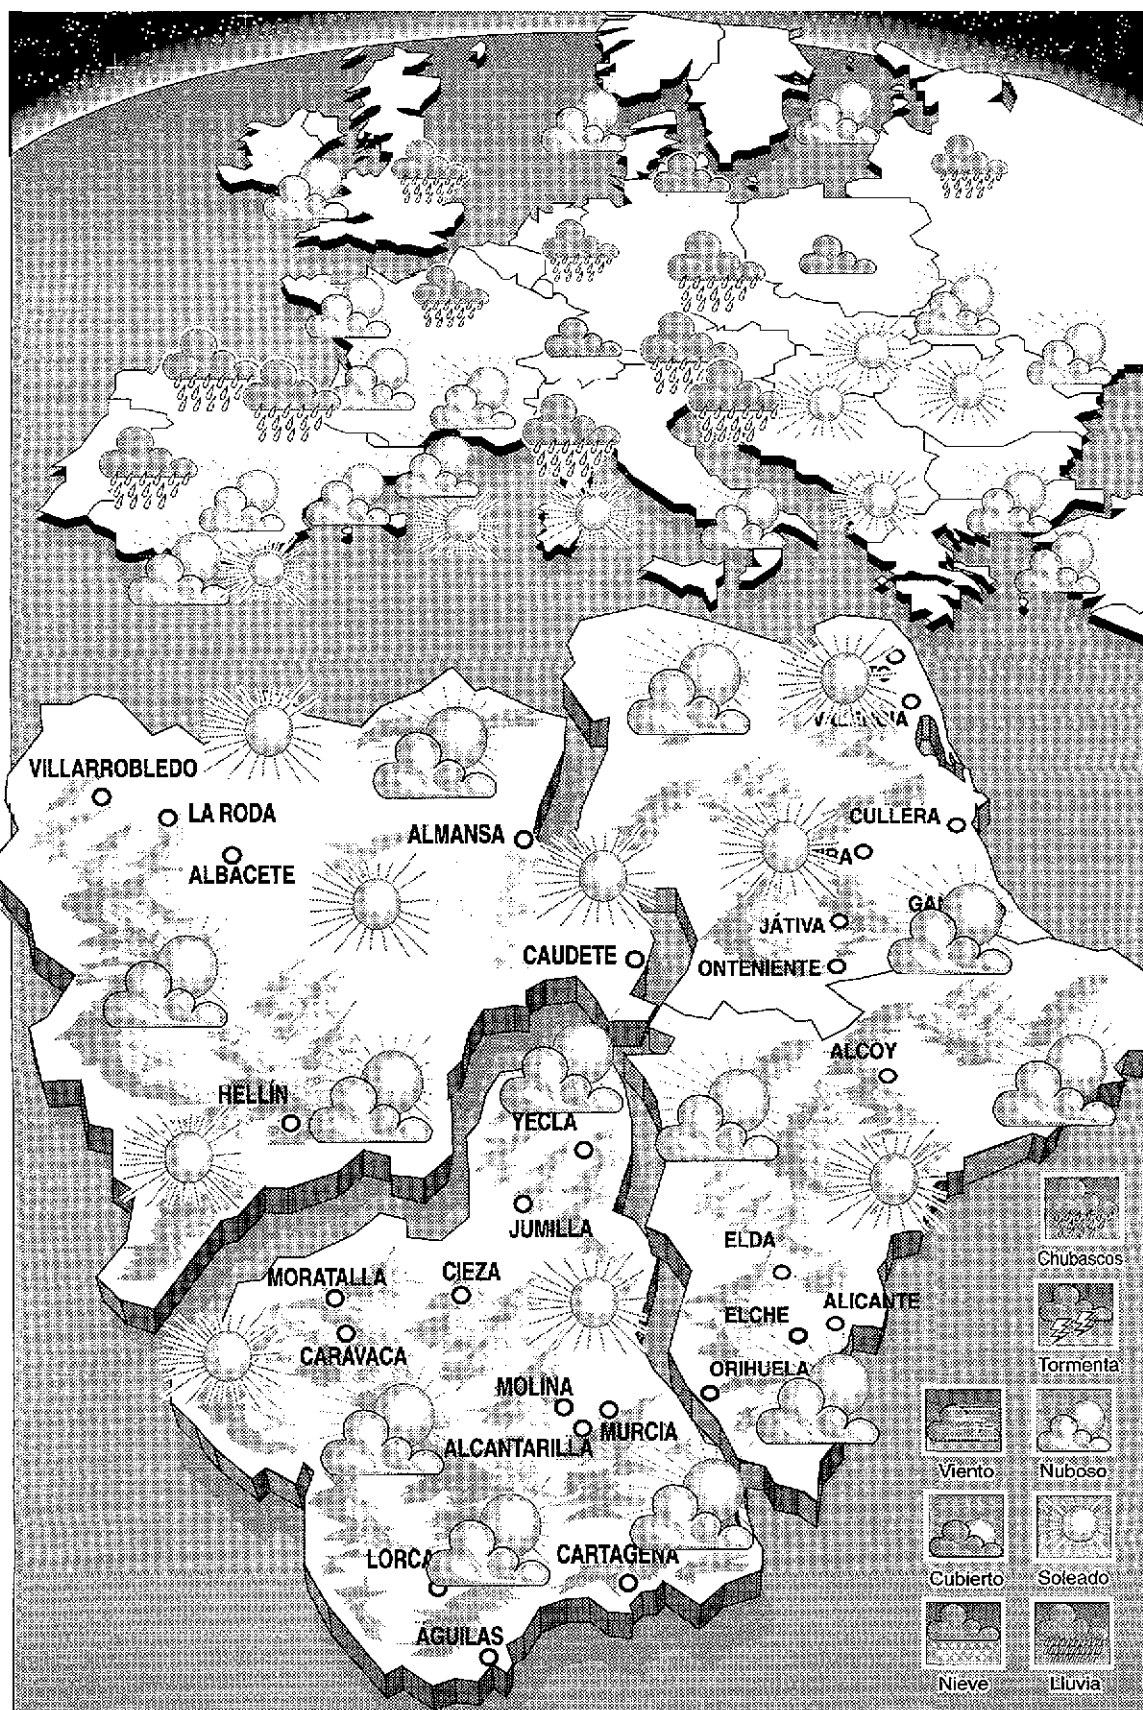 VILLARROBLEDO
LA RODA
ALBACETE
ALMANSA
CAUDETE
HELLÍN
CULLERA
JÁTIVA
ONTENIENTE
ALCOY
YECLA
JUMILLA
MORATALLA
CIEZA
CARAVACA
MOLINA
ALCANTARILLA
MURCIA
ELDA
ELCHE
ALICANTE
ORIHUELA
LORCA
CARTAGENA
ÁGUILAS
Chubascos
Tormenta
Viento
Nuboso
Cubierto
Soleado
Nieve
Lluvia